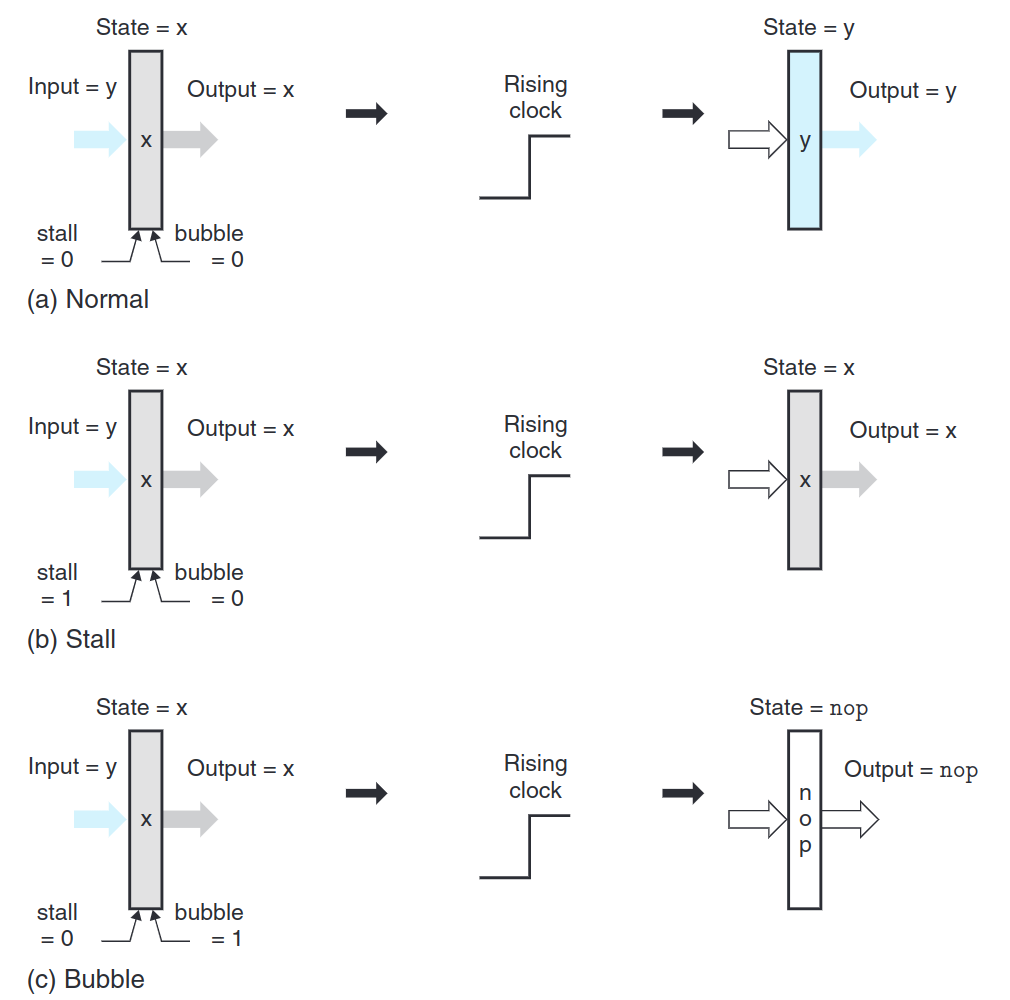 State = x
State = y
Input = y
Output = x
Rising
clock
Output = y
x
y
stall
= 0
bubble
= 0
(a) Normal
State = x
State = x
Input = y
Output = x
Rising
clock
Output = x
x
x
stall
= 1
bubble
= 0
(b) Stall
State = x
State = nop
Input = y
Output = x
Rising
clock
Output = nop
x
n
o
p
stall
= 0
bubble
= 1
(c) Bubble